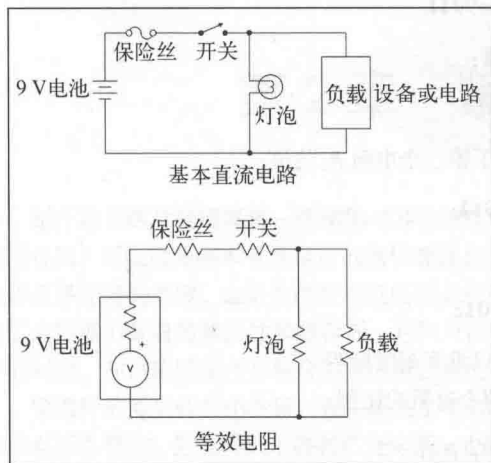 保险丝 开关
9 V电池
灯泡
负载 设备或电路
基本直流电路
保险丝 开关
9 V电池
V
+
灯泡
负载
等效电阻